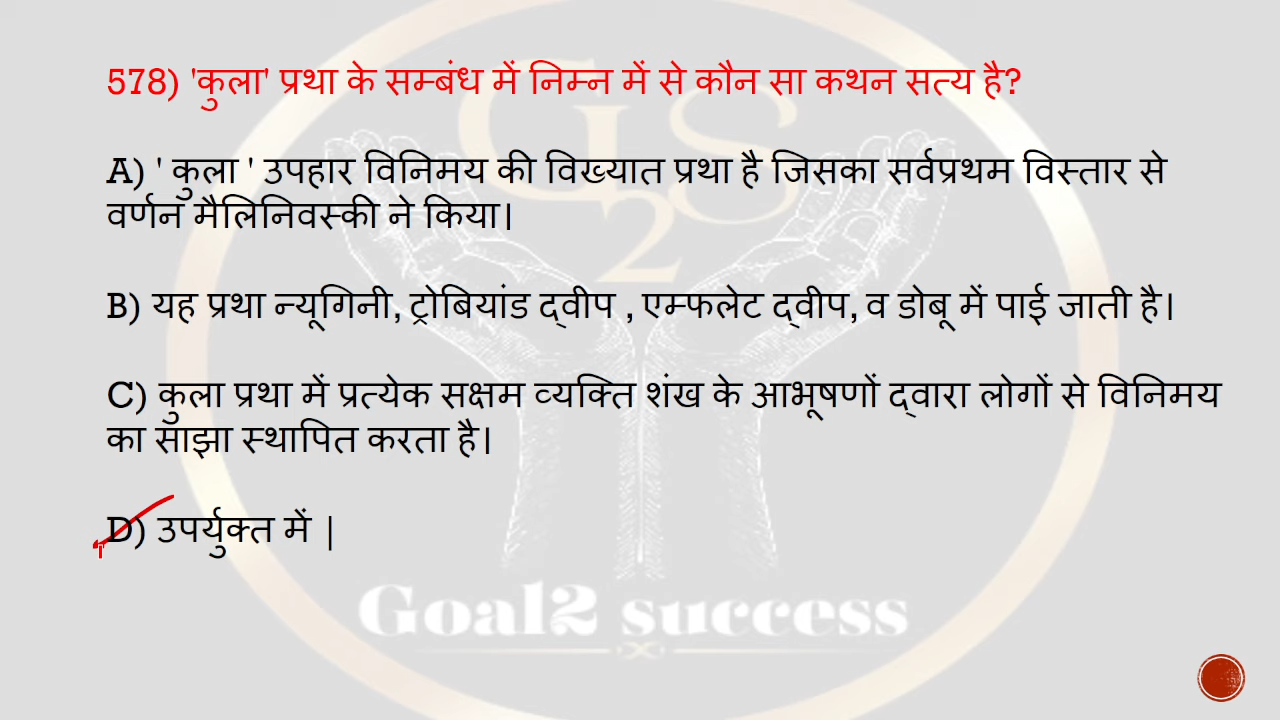 578) 'कुला' प्रथा के सम्बंध में निम्न में से कौन सा कथन सत्य है?
A) ' कुला ' उपहार विनिमय की विख्यात प्रथा है जिसका सर्वप्रथम विस्तार से
वर्णन मैलिनिवस्की ने किया।
B) यह प्रथा न्यूगिनी, ट्रोबियांड द्वीप , एम्फलेट द्वीप, व डोबू में पाई जाती है।
C) कुला प्रथा में प्रत्येक सक्षम व्यक्ति शंख के आभूषणों द्वारा लोगों से विनिमय
का साझा स्थापित करता है।
D) उपर्युक्त में |
G2S
Goal2 success